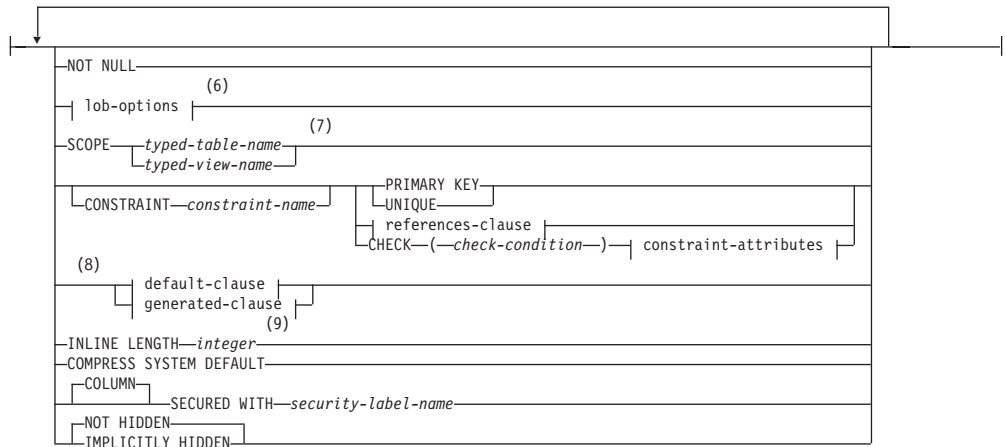 NOT NULL
(6)
lob-options
(7)
SCOPE typed-table-name
typed-view-name
PRIMARY KEY
CONSTRAINT constraint-name UNIQUE
references-clause
CHECK ( check-condition ) constraint-attributes
(8)
default-clause
generated-clause
(9)
INLINE LENGTH integer
COMPRESS SYSTEM DEFAULT
COLUMN
SECURED WITH security-label-name
NOT HIDDEN
IMPLICITLY HIDDEN